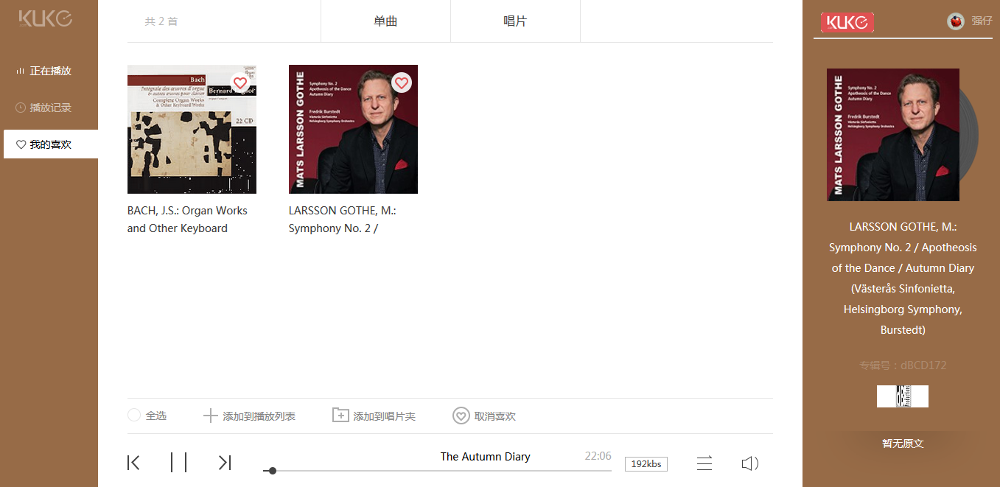 KUKE
正在播放
播放记录
我的喜欢
共 2 首
单曲
唱片
Bach
Intégrale des œuvres d'orgue
& autres œuvres pour clavier
Bernard Lagacé
Complete Organ Works
& Other Keyboard Works
22 CD
BACH, J.S.: Organ Works
and Other Keyboard
MATS LARSSON GOTHE
Symphony No. 2
Apotheosis of the Dance
Autumn Diary
Fredrik Burstedt
Västerås Sinfonietta
Helsingborg Symphony Orchestra
LARSSON GOTHE, M.:
Symphony No. 2 /
全选
添加到播放列表
添加到唱片夹
取消喜欢
The Autumn Diary
22:06
192kbs
KUKE
强仔
MATS LARSSON GOTHE
Symphony No. 2
Apotheosis of the Dance
Autumn Diary
Fredrik Burstedt
Västerås Sinfonietta
Helsingborg Symphony Orchestra
LARSSON GOTHE, M.:
Symphony No. 2 / Apotheosis
of the Dance / Autumn Diary
(Västerås Sinfonietta,
Helsingborg Symphony,
Burstedt)
专辑号：dBCD172
暂无原文